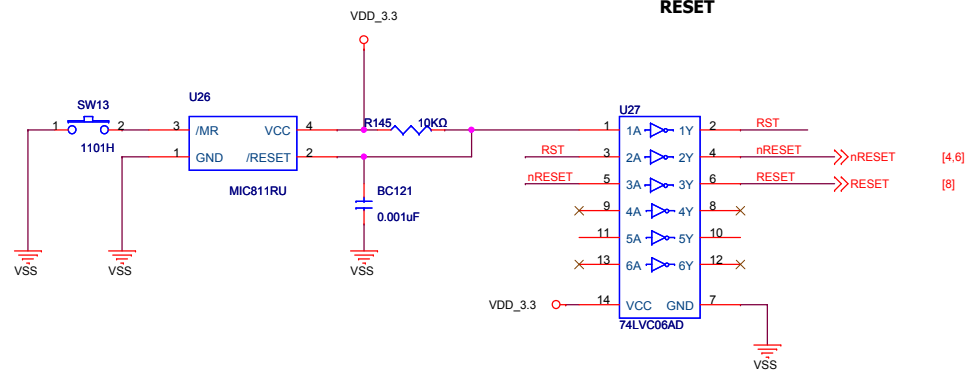 RESET
VDD_3.3
SW13
1
2
1101H
U26
3
/MR
VCC
4
1
GND
/RESET
2
MIC811RU
R145
10KΩ
BC121
0.001uF
VSS
VSS
VSS
U27
1
1A
1Y
2
RST
RST
3
2A
2Y
4
nRESET
nRESET
[4,6]
nRESET
5
3A
3Y
6
RESET
RESET
[8]
9
4A
4Y
8
11
5A
5Y
10
13
6A
6Y
12
VDD_3.3
14
VCC
GND
7
74LVC06AD
VSS